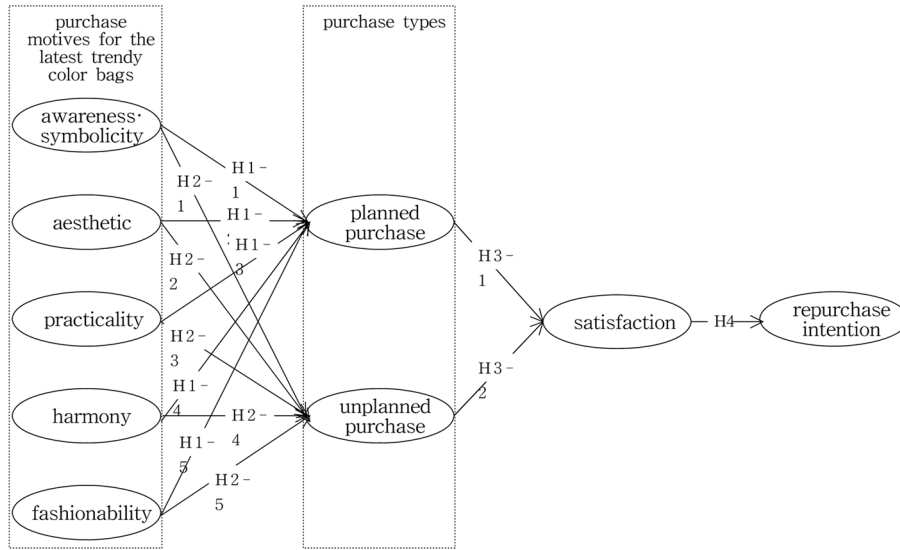 purchase
motives for the
latest trendy
color bags
purchase types
awareness·
symbolicity
aesthetic
practicality
harmony
fashionability
H1-
1
H2-
1
H1-
H1-
3
H2-
2
H2-
3
H1-
4
H2-
4
H1-
5
H2-
5
planned
purchase
unplanned
purchase
H3-
1
H3-
2
satisfaction
H4
repurchase
intention